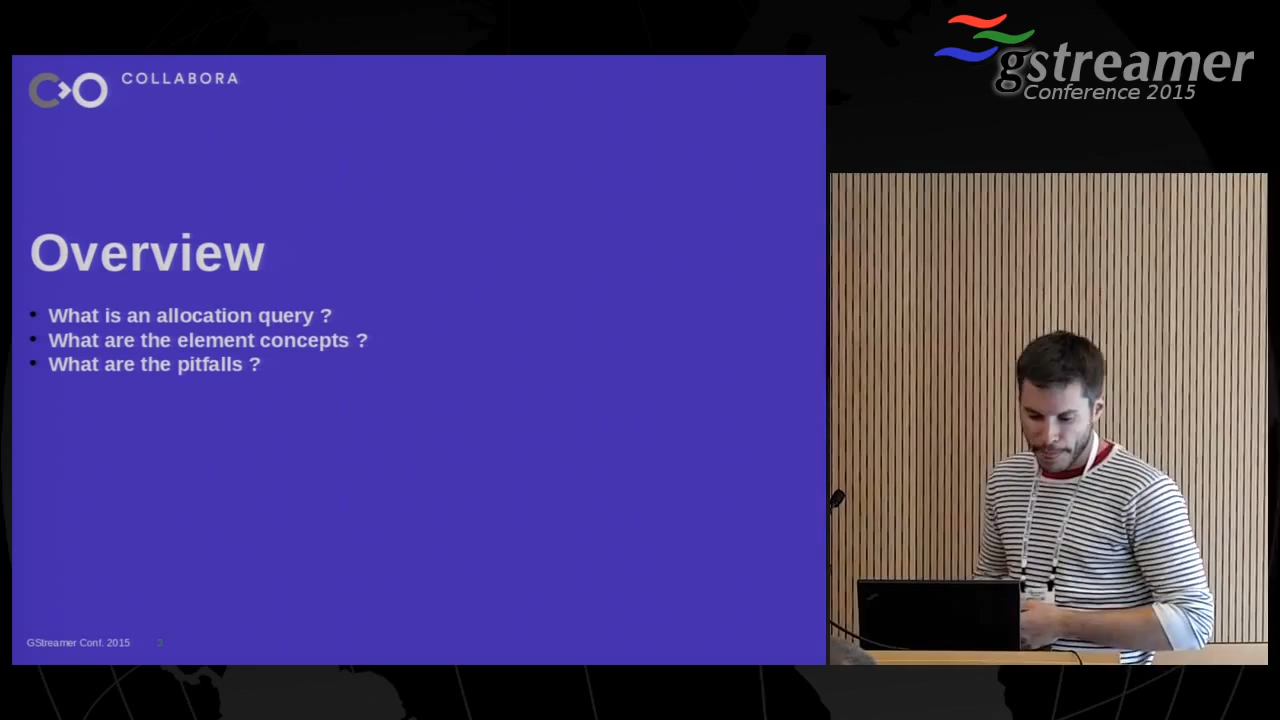 COLLABORA
gstreamer
Conference 2015
Overview
• What is an allocation query ?
• What are the element concepts ?
• What are the pitfalls ?
GStreamer Conf. 2015 3